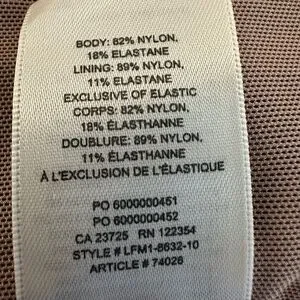 BODY: 82% NYLON,
18% ELASTANE
LINING: 89% NYLON,
11% ELASTANE
EXCLUSIVE OF ELASTIC
CORPS: 82% NYLON,
18% ÉLASTHANNE
DOUBLURE: 89% NYLON,
11% ÉLASTHANNE
À L'EXCLUSION DE L'ÉLASTIQUE
PO 6000000451
PO 6000000452
CA 23725 RN 122354
STYLE # LFM1-8632-10
ARTICLE # 74026